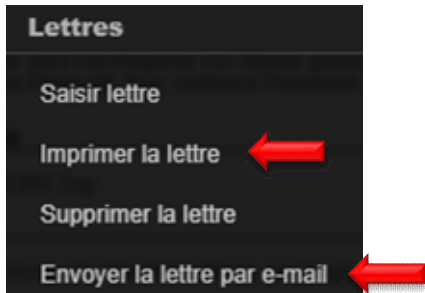 Lettres
Saisir lettre
Imprimer la lettre
Supprimer la lettre
Envoyer la lettre par e-mail